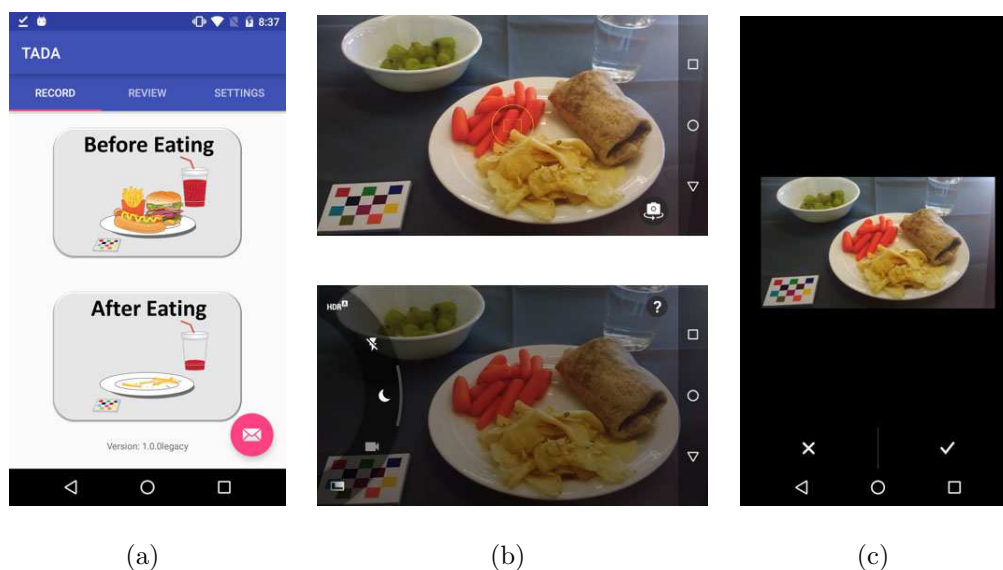 8:37
TADA
RECORD REVIEW SETTINGS
Before Eating
After Eating
Version: 1.0.0legacy
HDR A
?
(a) (b) (c)